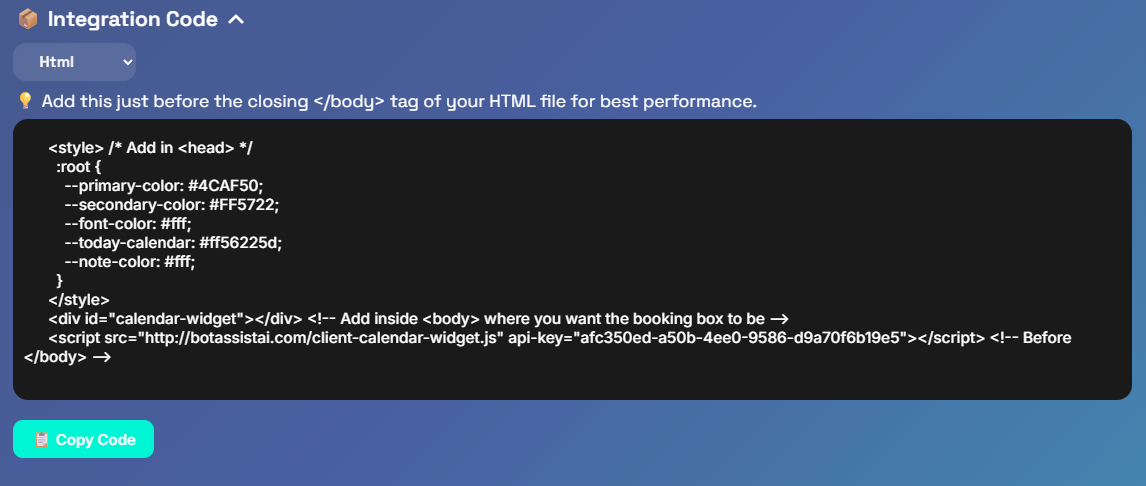 📦 Integration Code
Html
💡 Add this just before the closing </body> tag of your HTML file for best performance.
<style> /* Add in <head> */
:root {
--primary-color: #4CAF50;
--secondary-color: #FF5722;
--font-color: #fff;
--today-calendar: #ff56225d;
--note-color: #fff;
}
</style>
<div id="calendar-widget"></div> <!-- Add inside <body> where you want the booking box to be -->
<script src="http://botassistai.com/client-calendar-widget.js" api-key="afc350ed-a50b-4ee0-9586-d9a70f6b19e5"></script> <!-- Before
</body> -->
📋 Copy Code